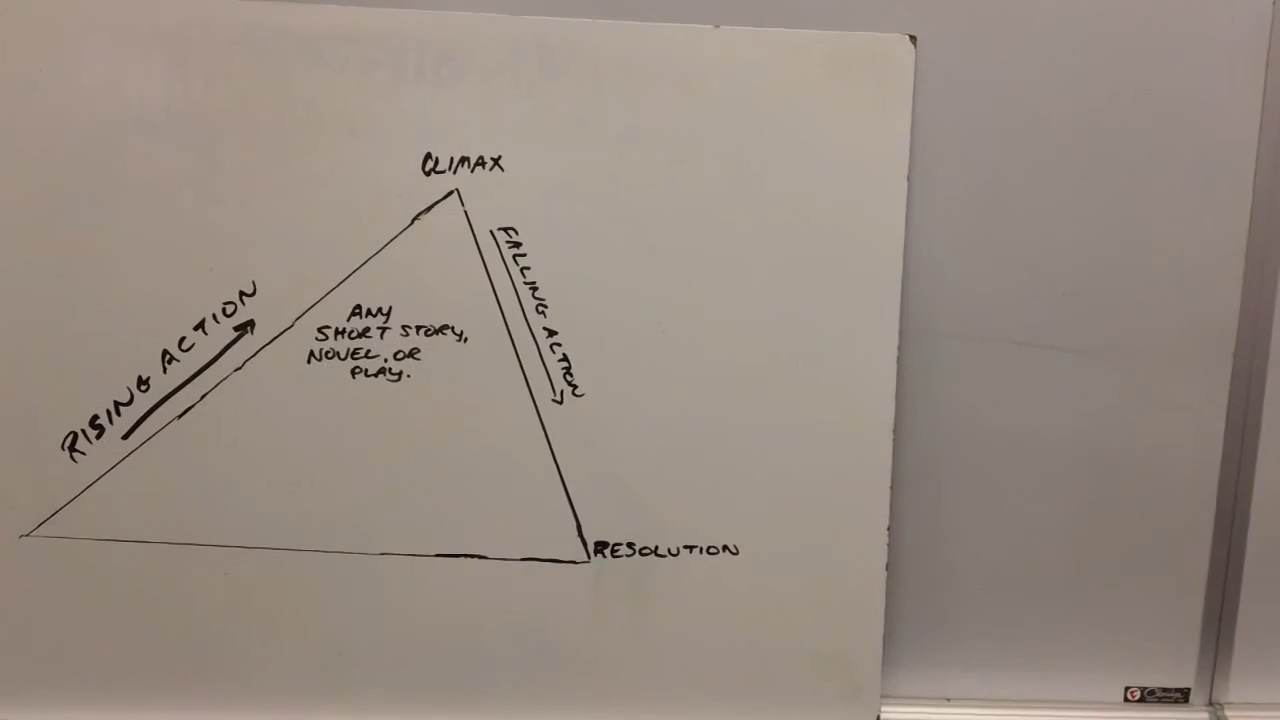 CLIMAX
RISING ACTION
FALLING ACTION
ANY
SHORT STORY,
NOVEL, OR
PLAY.
RESOLUTION